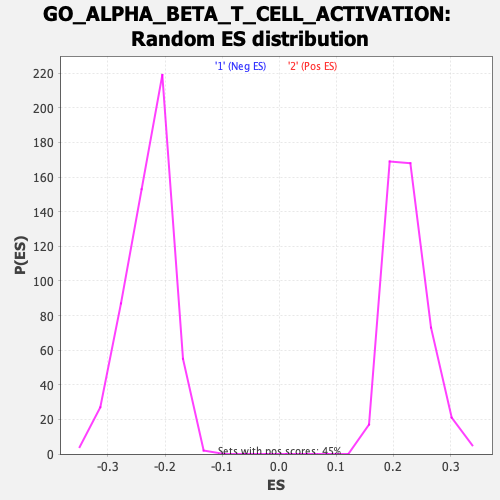 GO_ALPHA_BETA_T_CELL_ACTIVATION:
Random ES distribution
'1' (Neg ES) '2' (Pos ES)
220
200
180
160
140
120
100
80
60
40
20
0
P(ES)
Sets with pos scores: 45%
-0.3 -0.2 -0.1 0.0 0.1 0.2 0.3
ES